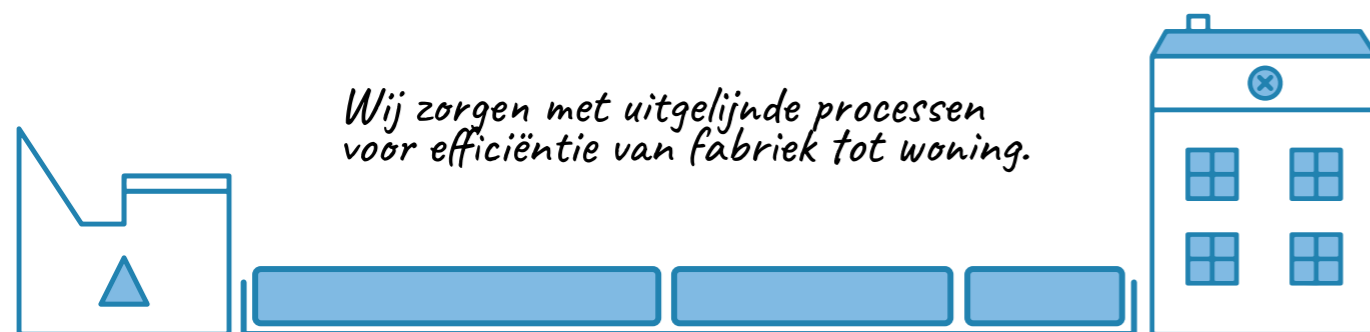 Wij zorgen met uitgelijnde processen
voor efficiëntie van fabriek tot woning.